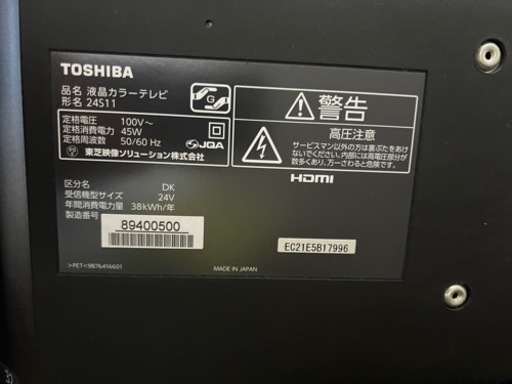 TOSHIBA
品名 液晶カラーテレビ
形名 24S11
定格電圧 100V～
定格消費電力 45W
定格周波数 50/60 Hz
JQA
東芝映像ソリューション株式会社
区分名 DK
受信機型サイズ 24V
年間消費電力量 38kWh/年
製造番号
89400500
>PET<9B76416601
MADE IN JAPAN
G
警告
高圧注意
サービスマン以外の方は裏ぶたをあけ
ないでください。内部には高電圧部分が
数多くあり、万一さわると危険です。
HDMI
EC21E5B17996